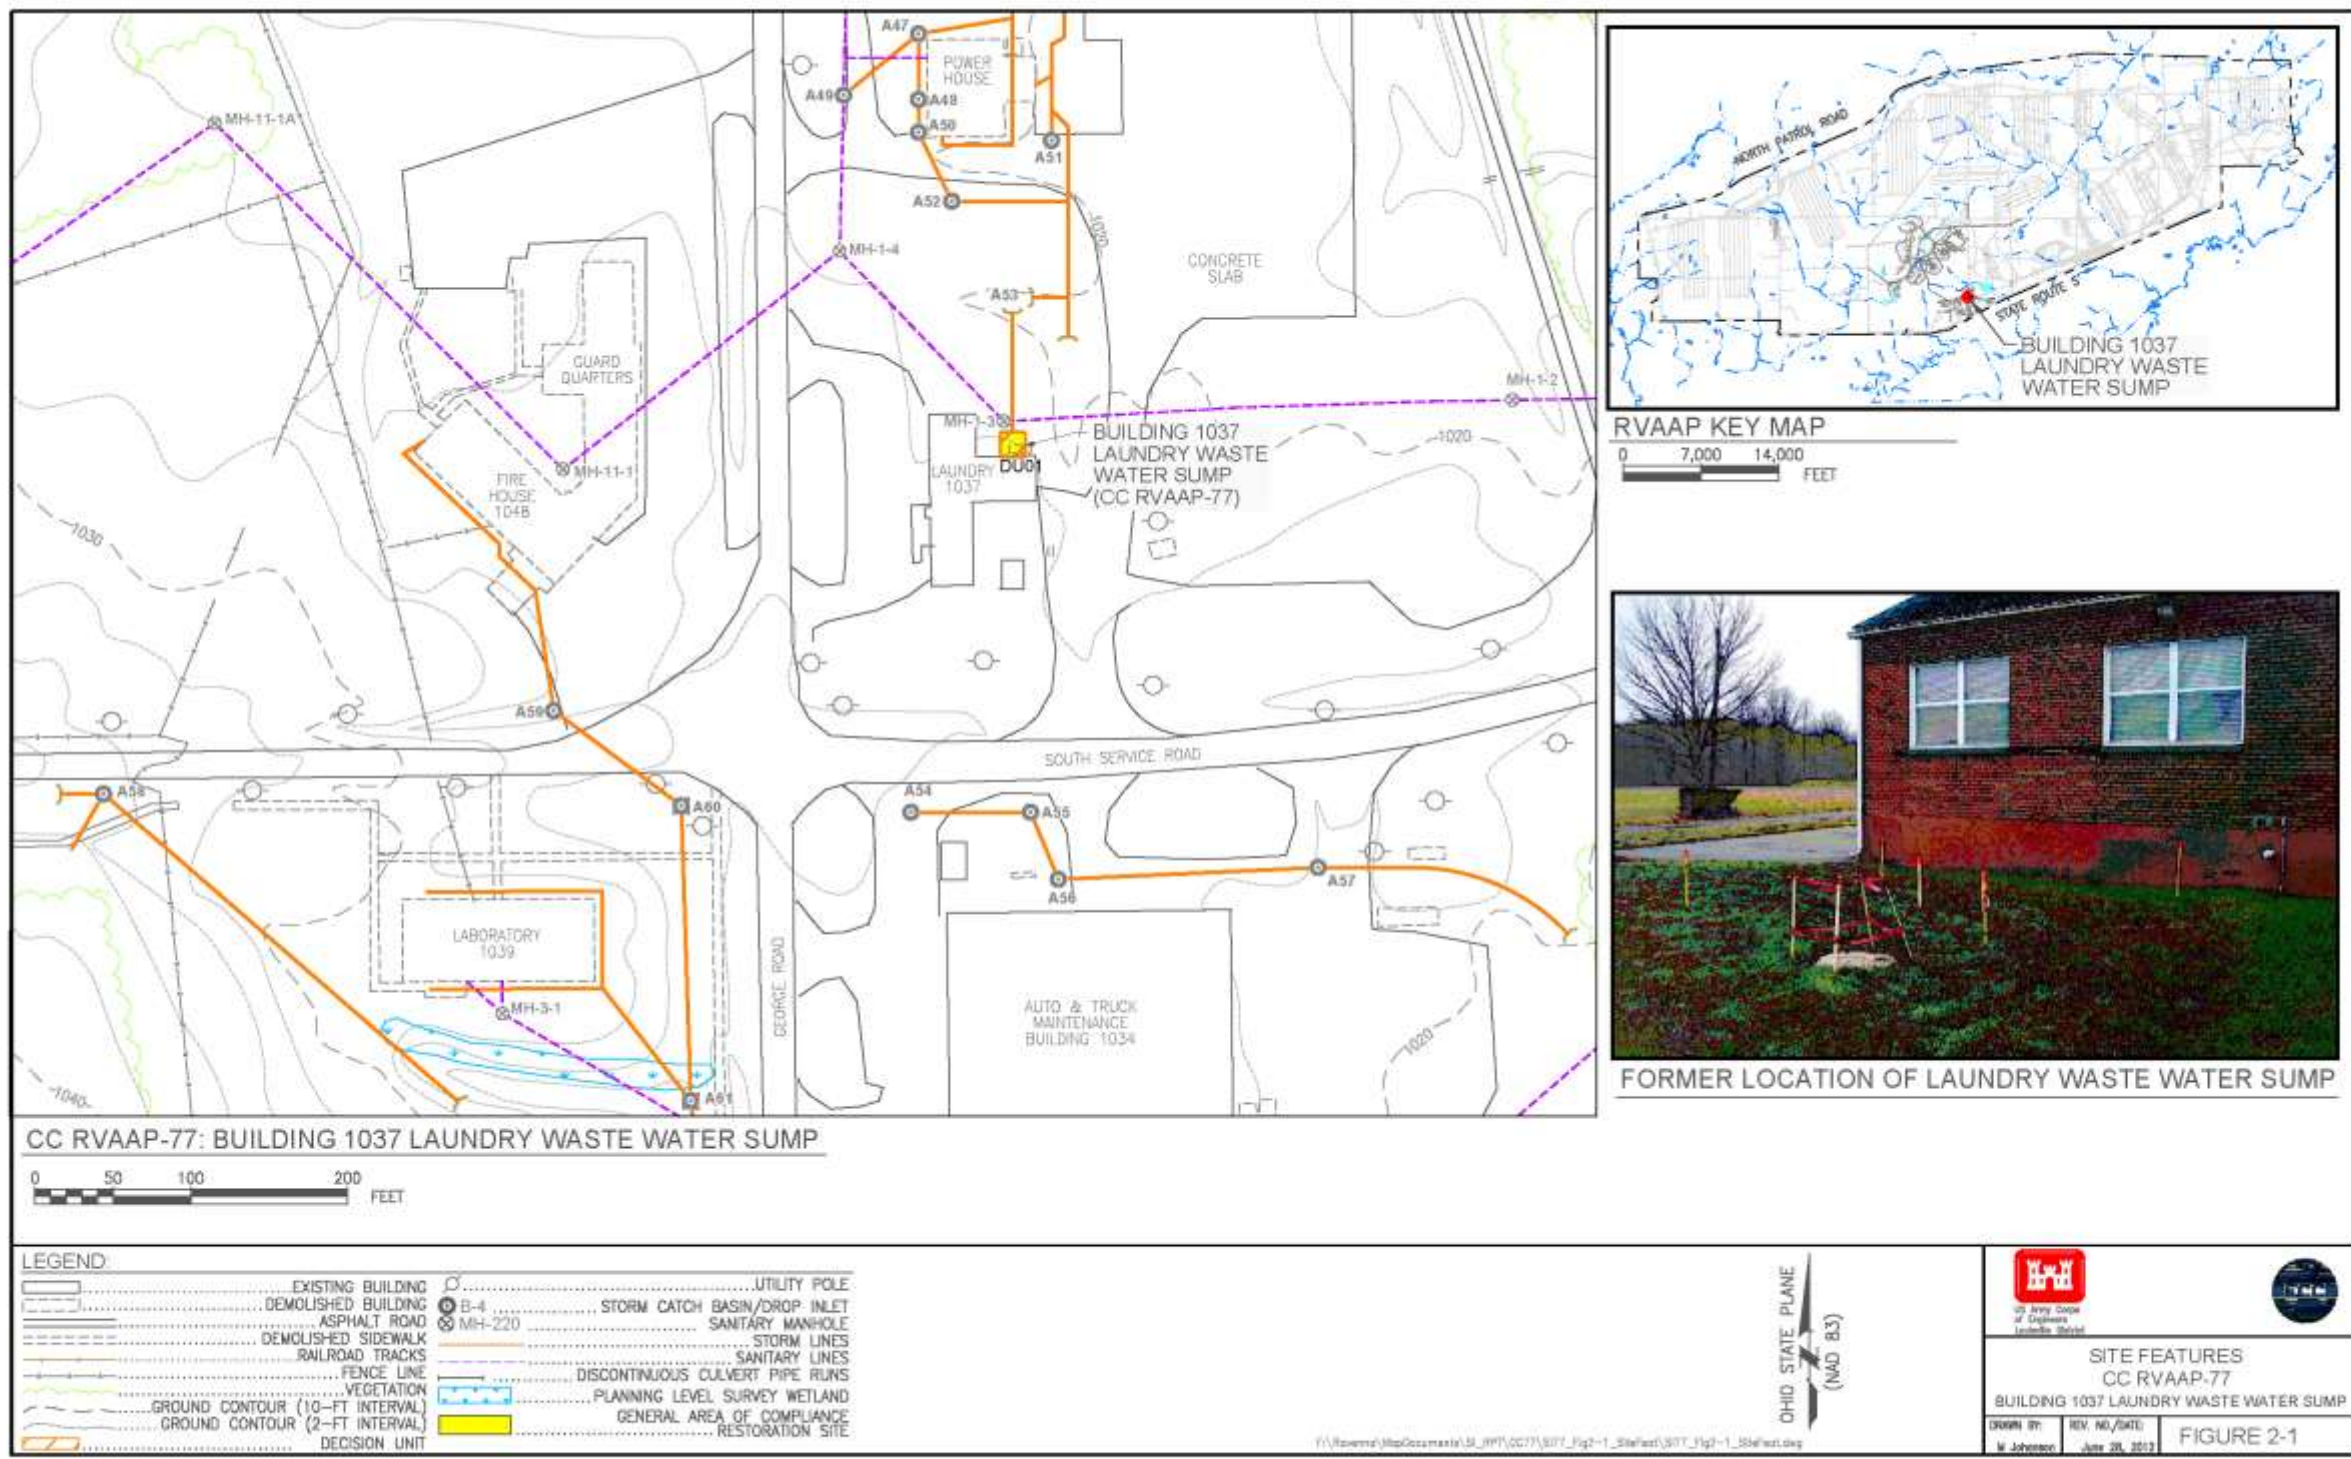 A47
POWER
HOUSE
A49
A48
A50
A51
MH-11-1A
A52
1020
MH-1-4
CONCRETE
SLAB
A53
GUARD
QUARTERS
MH-1-2
MH-1-3
BUILDING 1037
LAUNDRY WASTE
WATER SUMP
(CC RVAAP-77)
1020
DU01
LAUNDRY
1037
MH-11-1
FIRE
HOUSE
1048
1030
A59
SOUTH SERVICE ROAD
A58
A60
A54
A55
A56
A57
LABORATORY
1039
MH-3-1
GEORGE ROAD
AUTO & TRUCK
MAINTENANCE
BUILDING 1034
1020
1040
A61
NORTH PATROL ROAD
STATE ROUTE 5
BUILDING 1037
LAUNDRY WASTE
WATER SUMP
RVAAP KEY MAP
0 7,000 14,000
FEET
FORMER LOCATION OF LAUNDRY WASTE WATER SUMP
CC RVAAP-77: BUILDING 1037 LAUNDRY WASTE WATER SUMP
0 50 100 200
FEET
LEGEND:
EXISTING BUILDING
DEMOLISHED BUILDING
ASPHALT ROAD
DEMOLISHED SIDEWALK
RAILROAD TRACKS
FENCE LINE
VEGETATION
GROUND CONTOUR (10-FT INTERVAL)
GROUND CONTOUR (2-FT INTERVAL)
DECISION UNIT
UTILITY POLE
B-4 STORM CATCH BASIN/DROP INLET
MH-220 SANITARY MANHOLE
STORM LINES
SANITARY LINES
DISCONTINUOUS CULVERT PIPE RUNS
PLANNING LEVEL SURVEY WETLAND
GENERAL AREA OF COMPLIANCE
RESTORATION SITE
OHIO STATE PLANE
(NAD 83)
US Army Corps
of Engineers
Louisville District
SITE FEATURES
CC RVAAP-77
BUILDING 1037 LAUNDRY WASTE WATER SUMP
DRAWN BY:
M Johnson
REV. NO./DATE:
June 28, 2012
FIGURE 2-1